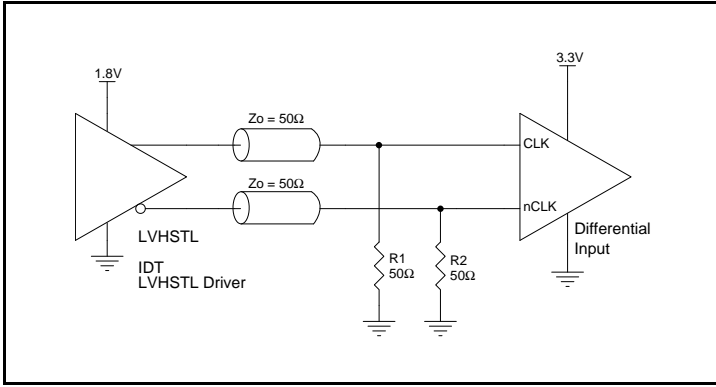 3.3V
1.8V
Zo = 50Ω
CLK
Zo = 50Ω
nCLK
LVHSTL
Differential
Input
IDT
LVHSTL Driver
R1
50Ω
R2
50Ω